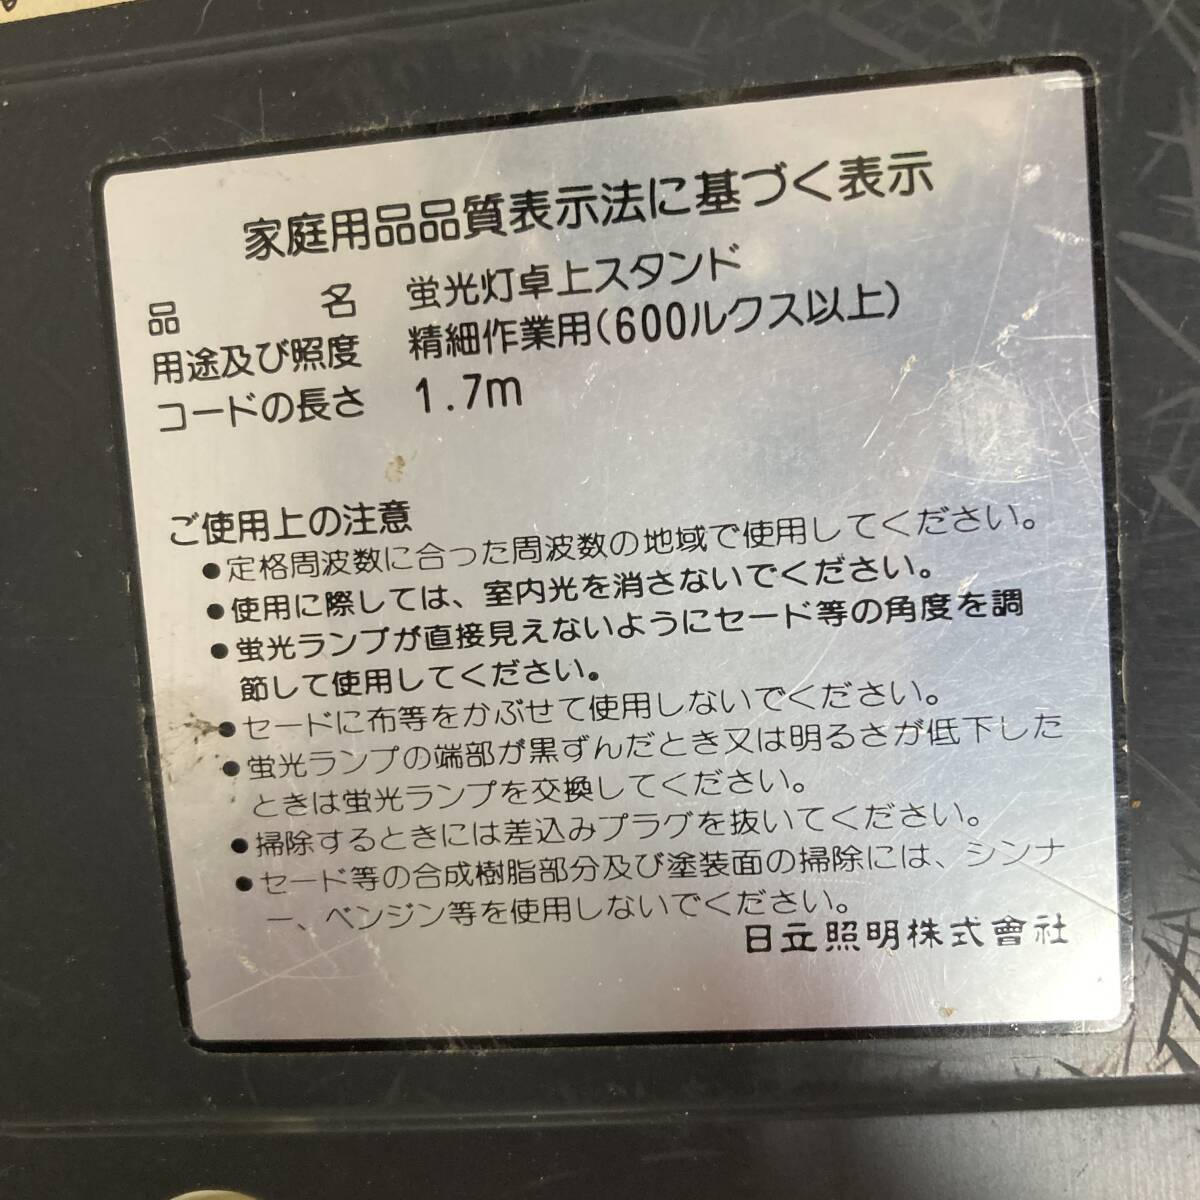 家庭用品品質表示法に基づく表示
品名 蛍光灯卓上スタンド
用途及び照度 精細作業用(600ルクス以上)
コードの長さ 1.7m
ご使用上の注意
●定格周波数に合った周波数の地域で使用してください。
●使用に際しては、室内光を消さないでください。
●蛍光ランプが直接見えないようにセード等の角度を調
節して使用してください。
●セードに布等をかぶせて使用しないでください。
●蛍光ランプの端部が黒ずんだとき又は明るさが低下した
ときは蛍光ランプを交換してください。
●掃除するときには差込みプラグを抜いてください。
●セード等の合成樹脂部分及び塗装面の掃除には、シンナ
ー、ベンジン等を使用しないでください。
日立照明株式會社